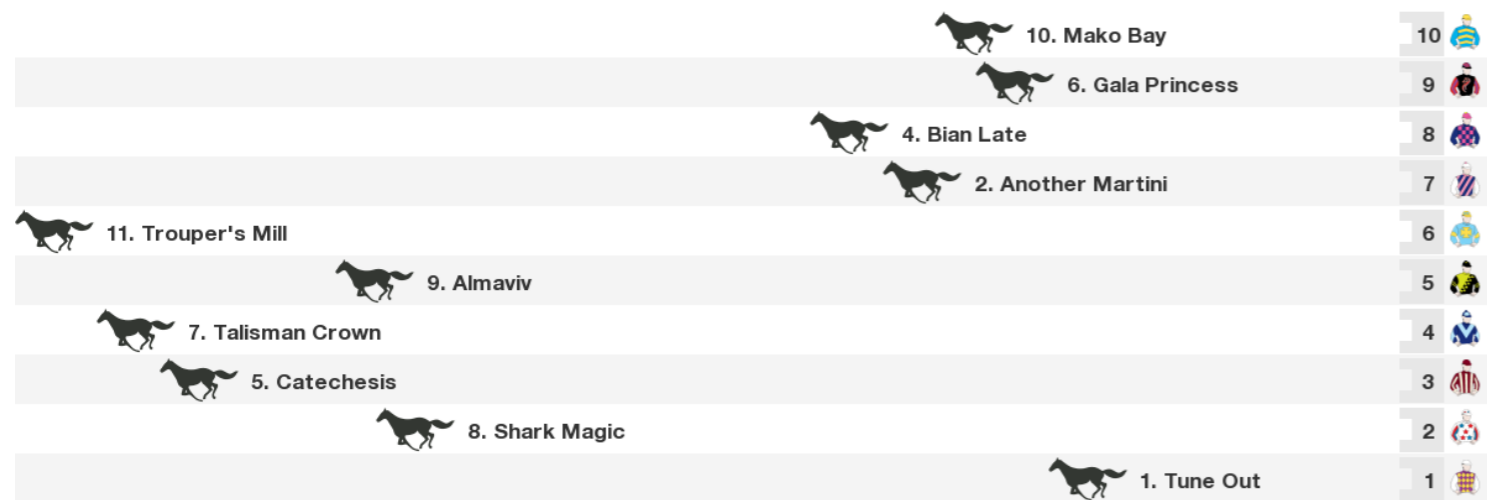 10. Mako Bay 10
6. Gala Princess 9
4. Bian Late 8
2. Another Martini 7
11. Trouper's Mill 6
9. Almaviv 5
7. Talisman Crown 4
5. Catechesis 3
8. Shark Magic 2
1. Tune Out 1